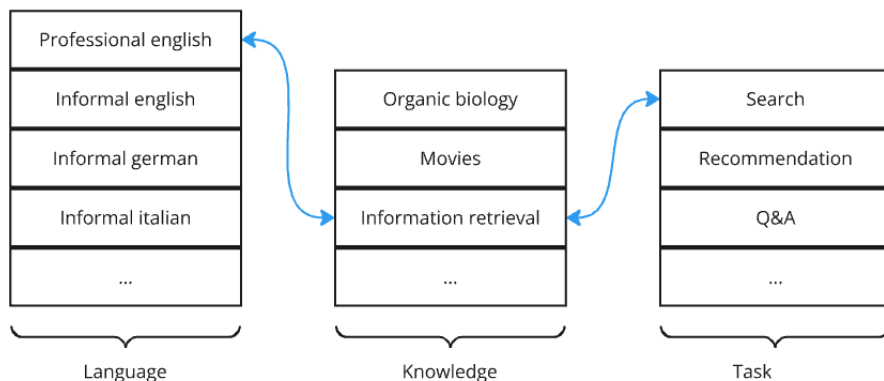 Professional english
Informal english
Informal german
Informal italian
...
Language
Organic biology
Movies
Information retrieval
...
Knowledge
Search
Recommendation
Q&A
...
Task